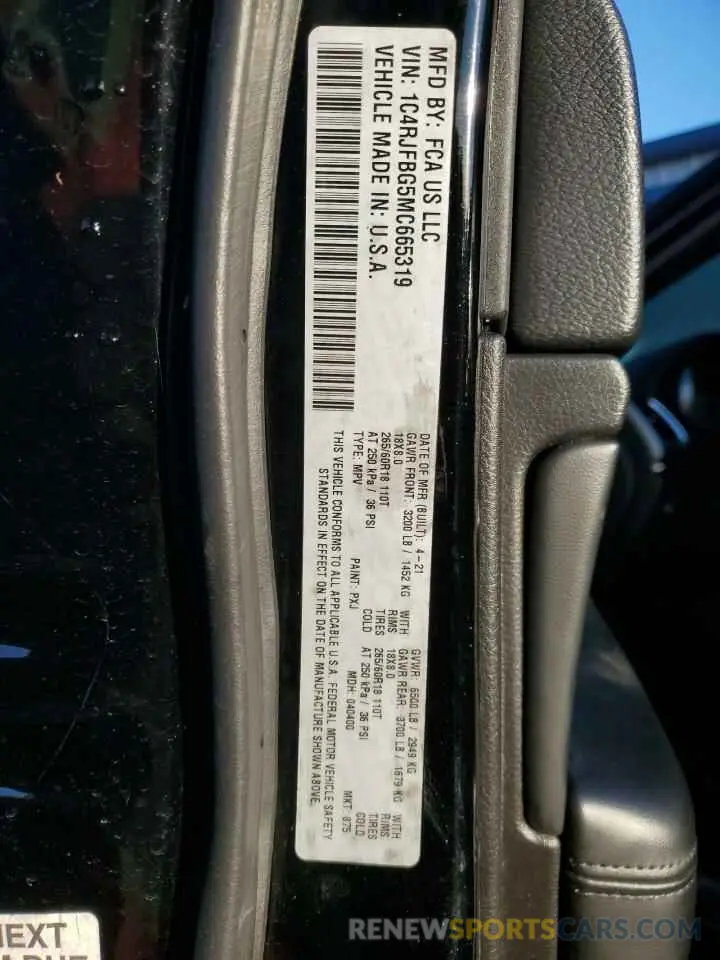 MFD BY: FCA US LLC
VIN: 1C4RJFBG5MC665319
VEHICLE MADE IN: U.S.A.
DATE OF MFR (BUILT): 4-21 GVWR: 6500 LB / 2949 KG
GAWR FRONT: 3200 LB / 1452 KG WITH GAWR REAR: 3700 LB / 1679 KG WITH
18X8.0 RIMS 18X8.0 RIMS
265/60R18 110T TIRES 265/60R18 110T TIRES
AT 250 kPa / 36 PSI COLD AT 250 kPa / 36 PSI COLD
TYPE: MPV PAINT: PXJ MDH: 040400 MKT: 875
THIS VEHICLE CONFORMS TO ALL APPLICABLE U.S.A. FEDERAL MOTOR VEHICLE SAFETY
STANDARDS IN EFFECT ON THE DATE OF MANUFACTURE SHOWN ABOVE.
NEXT
RENEWSPORTSCARS.COM